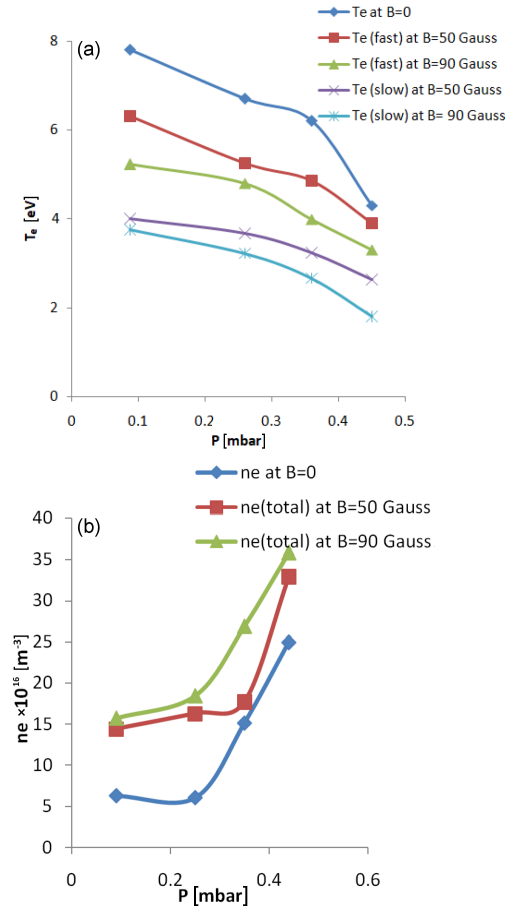 (a)
Te at B=0
Te (fast) at B=50 Gauss
Te (fast) at B=90 Gauss
Te (slow) at B=50 Gauss
Te (slow) at B= 90 Gauss
8
6
4
2
0
Te [eV]
0 0.1 0.2 0.3 0.4 0.5
P [mbar]
(b)
ne at B=0
ne(total) at B=50 Gauss
ne(total) at B=90 Gauss
40
35
30
25
20
15
10
5
0
ne ×10¹⁶ [m⁻³]
0 0.2 0.4 0.6
P [mbar]